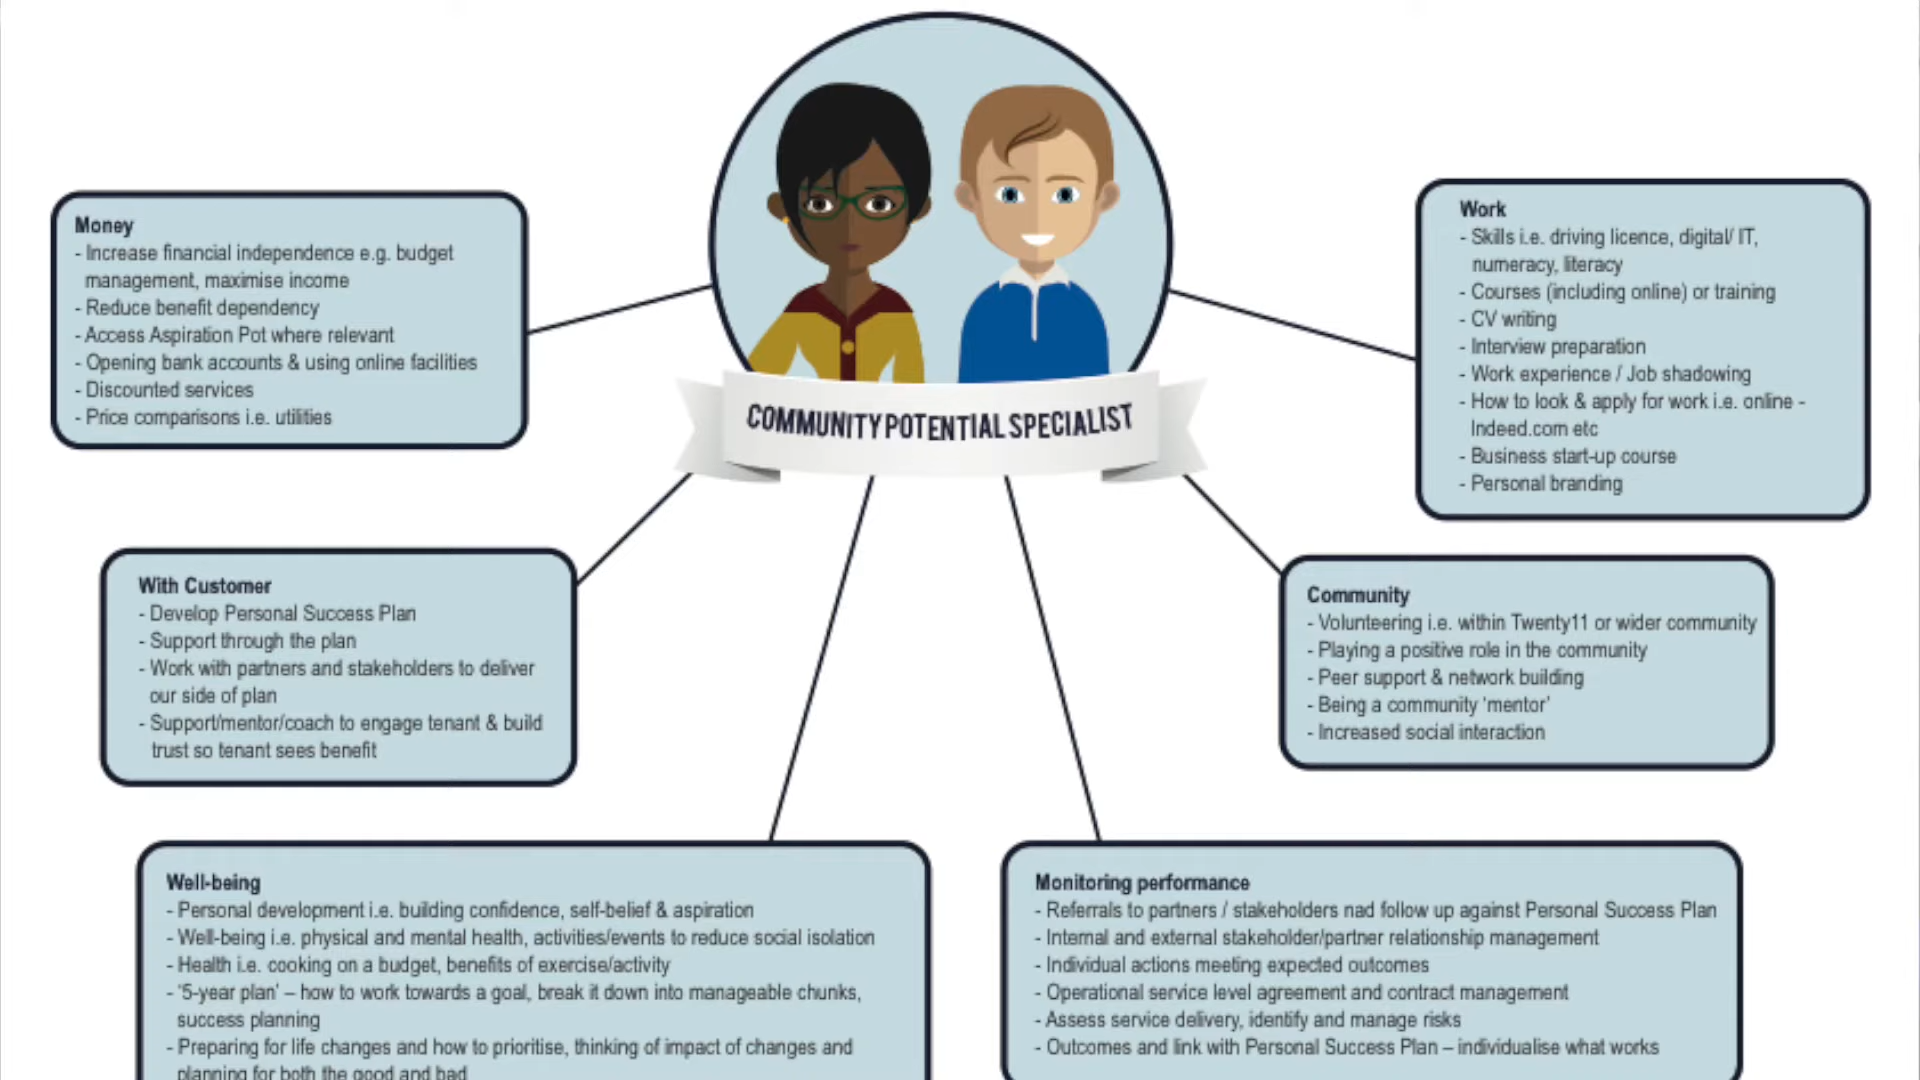 COMMUNITY POTENTIAL SPECIALIST
Money
- Increase financial independence e.g. budget
management, maximise income
- Reduce benefit dependency
- Access Aspiration Pot where relevant
- Opening bank accounts & using online facilities
- Discounted services
- Price comparisons i.e. utilities
Work
- Skills i.e. driving licence, digital/ IT,
numeracy, literacy
- Courses (including online) or training
- CV writing
- Interview preparation
- Work experience / Job shadowing
- How to look & apply for work i.e. online -
Indeed.com etc
- Business start-up course
- Personal branding
With Customer
- Develop Personal Success Plan
- Support through the plan
- Work with partners and stakeholders to deliver
our side of plan
- Support/mentor/coach to engage tenant & build
trust so tenant sees benefit
Community
- Volunteering i.e. within Twenty11 or wider community
- Playing a positive role in the community
- Peer support & network building
- Being a community ‘mentor’
- Increased social interaction
Well-being
- Personal development i.e. building confidence, self-belief & aspiration
- Well-being i.e. physical and mental health, activities/events to reduce social isolation
- Health i.e. cooking on a budget, benefits of exercise/activity
- ‘5-year plan’ – how to work towards a goal, break it down into manageable chunks,
success planning
- Preparing for life changes and how to prioritise, thinking of impact of changes and
planning for both the good and bad
Monitoring performance
- Referrals to partners / stakeholders nad follow up against Personal Success Plan
- Internal and external stakeholder/partner relationship management
- Individual actions meeting expected outcomes
- Operational service level agreement and contract management
- Assess service delivery, identify and manage risks
- Outcomes and link with Personal Success Plan – individualise what works